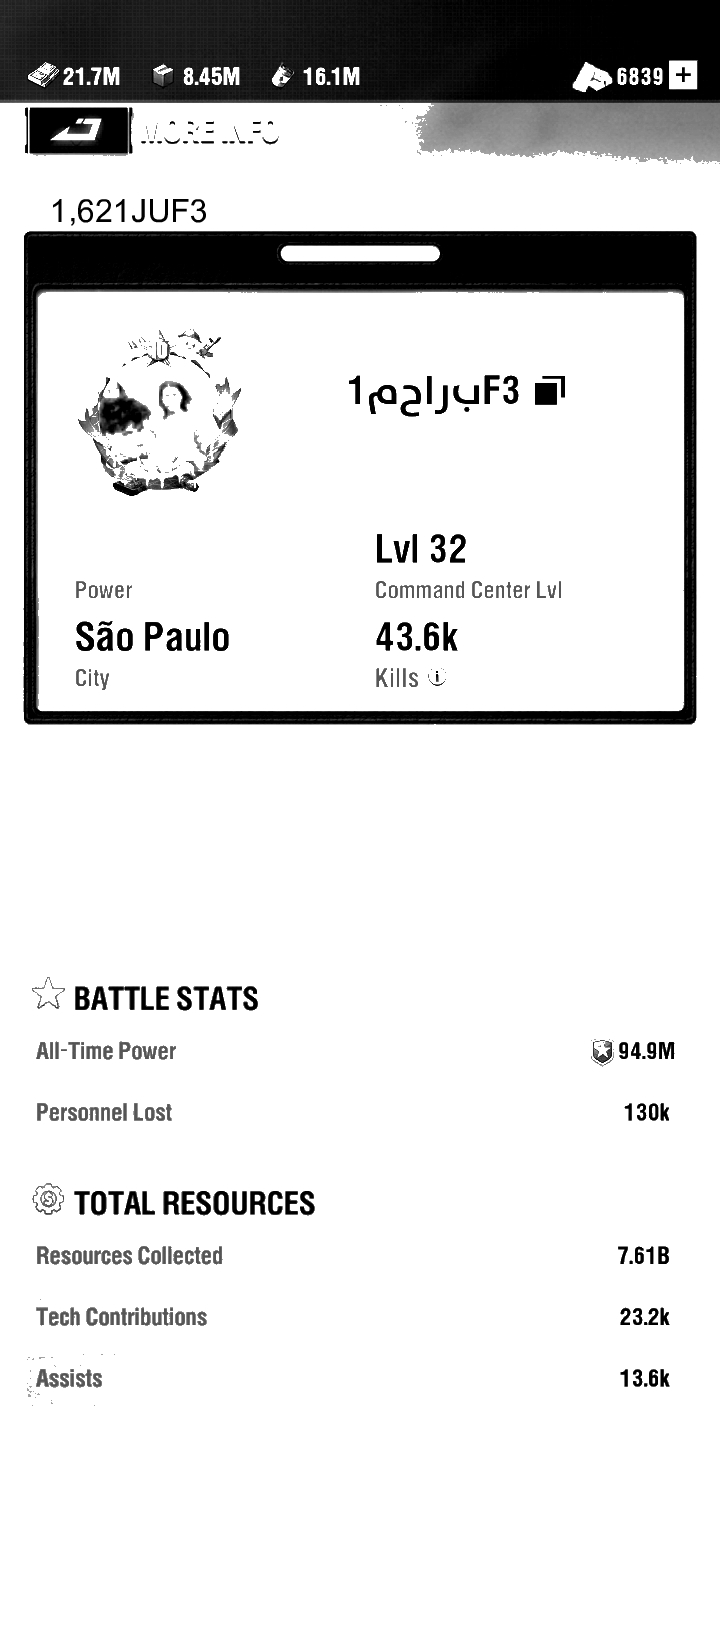 21.7M 8.45M 16.1M 6839
MORE INFO
1,621JUF3
1محاربF3
Lvl 32
Power
Command Center Lvl
São Paulo
43.6k
City
Kills
BATTLE STATS
All-Time Power 94.9M
Personnel Lost 130k
TOTAL RESOURCES
Resources Collected 7.61B
Tech Contributions 23.2k
Assists 13.6k